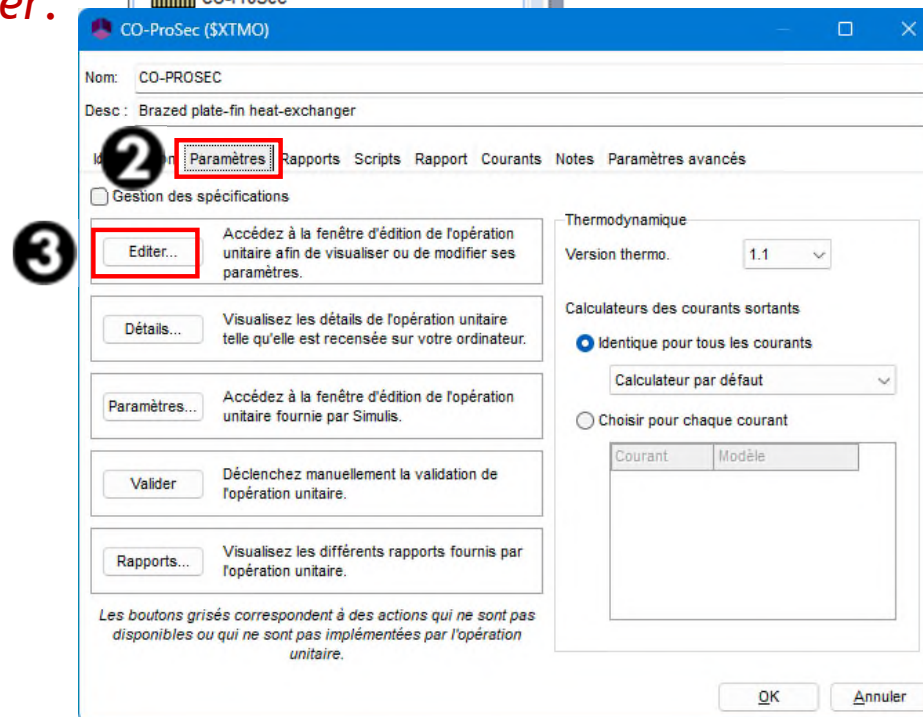 er.
CO-ProSec
CO-ProSec ($XTMO)
Nom: CO-PROSEC
Desc : Brazed plate-fin heat-exchanger
2
Paramètres Rapports Scripts Rapport Courants Notes Paramètres avancés
Gestion des spécifications
3
Editer...
Accédez à la fenêtre d'édition de l'opération
unitaire afin de visualiser ou de modifier ses
paramètres.
Détails...
Visualisez les détails de l'opération unitaire
telle qu'elle est recensée sur votre ordinateur.
Paramètres...
Accédez à la fenêtre d'édition de l'opération
unitaire fournie par Simulis.
Valider
Déclenchez manuellement la validation de
l'opération unitaire.
Rapports...
Visualisez les différents rapports fournis par
l'opération unitaire.
Les boutons grisés correspondent à des actions qui ne sont pas
disponibles ou qui ne sont pas implémentées par l'opération
unitaire.
Thermodynamique
Version thermo. 1.1
Calculateurs des courants sortants
Identique pour tous les courants
Calculateur par défaut
Choisir pour chaque courant
Courant Modèle
OK Annuler